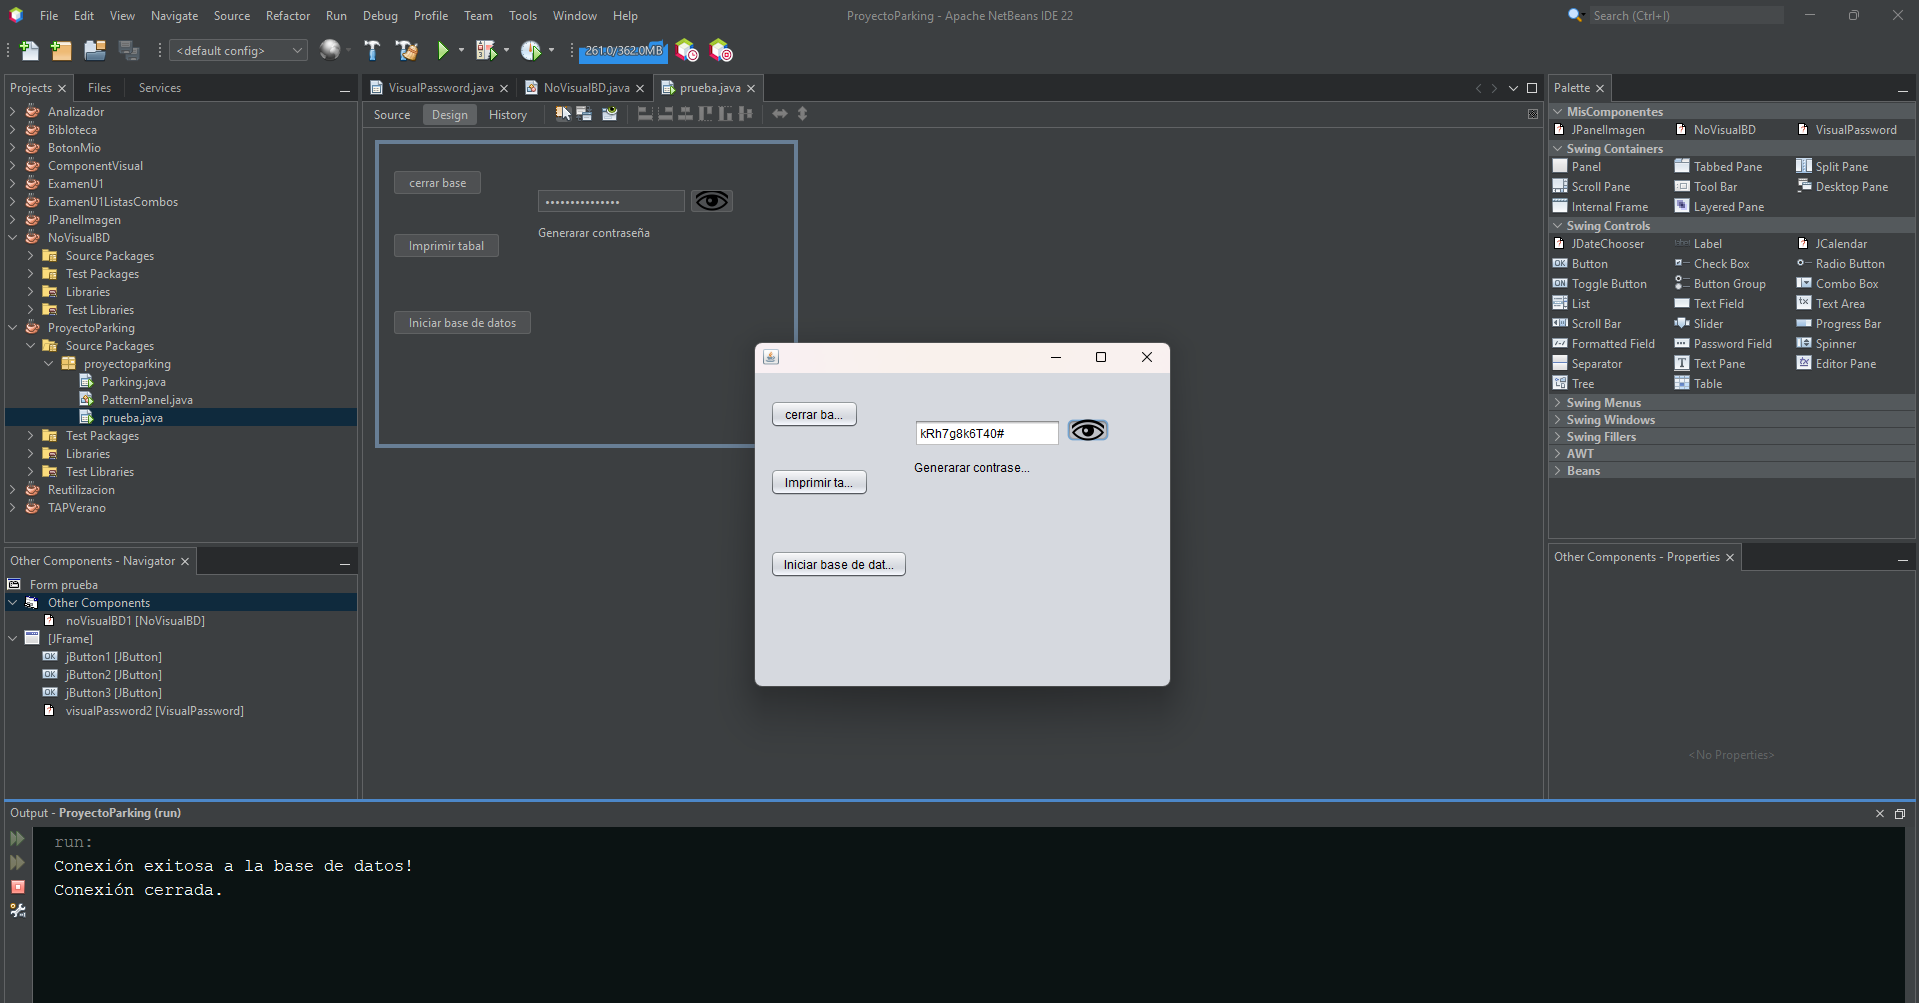 File Edit View Navigate Source Refactor Run Debug Profile Team Tools Window Help
ProyectoParking - Apache NetBeans IDE 22
Search (Ctrl+I)
<default config>
261.0/362.0MB
Projects Files Services
Analizador
Bibloteca
BotonMio
ComponentVisual
ExamenU1
ExamenU1ListasCombos
JPanelImagen
NoVisualBD
Source Packages
Test Packages
Libraries
Test Libraries
ProyectoParking
Source Packages
proyectoparking
Parking.java
PatternPanel.java
prueba.java
Test Packages
Libraries
Test Libraries
Reutilizacion
TAPVerano
Other Components - Navigator
Form prueba
Other Components
noVisualBD1 [NoVisualBD]
[JFrame]
jButton1 [JButton]
jButton2 [JButton]
jButton3 [JButton]
visualPassword2 [VisualPassword]
VisualPassword.java NoVisualBD.java prueba.java
Source Design History
cerrar base
Generarar contraseña
Imprimir tabal
Iniciar base de datos
cerrar ba...
kRh7g8k6T40#
Generarar contrase...
Imprimir ta...
Iniciar base de dat...
Palette
MisComponentes
JPanelImagen NoVisualBD VisualPassword
Swing Containers
Panel Tabbed Pane Split Pane
Scroll Pane Tool Bar Desktop Pane
Internal Frame Layered Pane
Swing Controls
JDateChooser Label JCalendar
Button Check Box Radio Button
Toggle Button Button Group Combo Box
List Text Field Text Area
Scroll Bar Slider Progress Bar
Formatted Field Password Field Spinner
Separator Text Pane Editor Pane
Tree Table
Swing Menus
Swing Windows
Swing Fillers
AWT
Beans
Other Components - Properties
<No Properties>
Output - ProyectoParking (run)
run:
Conexión exitosa a la base de datos!
Conexión cerrada.